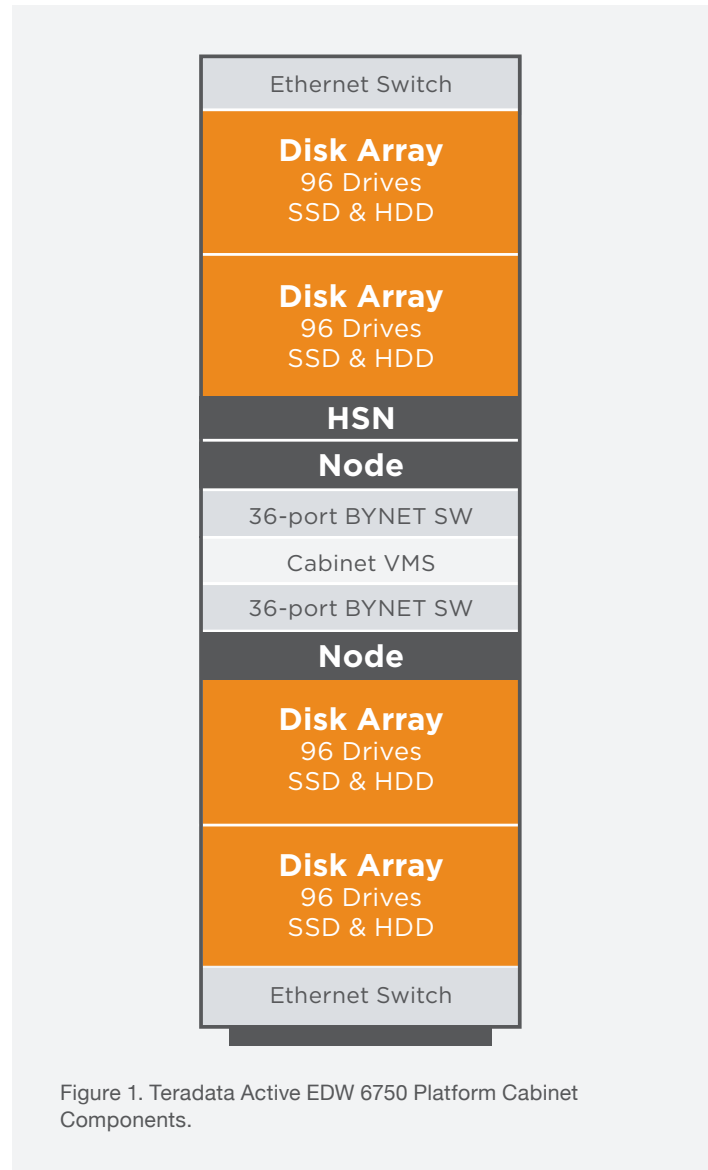 Ethernet Switch
Disk Array
96 Drives
SSD & HDD
Disk Array
96 Drives
SSD & HDD
HSN
Node
36-port BYNET SW
Cabinet VMS
36-port BYNET SW
Node
Disk Array
96 Drives
SSD & HDD
Disk Array
96 Drives
SSD & HDD
Ethernet Switch
Figure 1. Teradata Active EDW 6750 Platform Cabinet
Components.